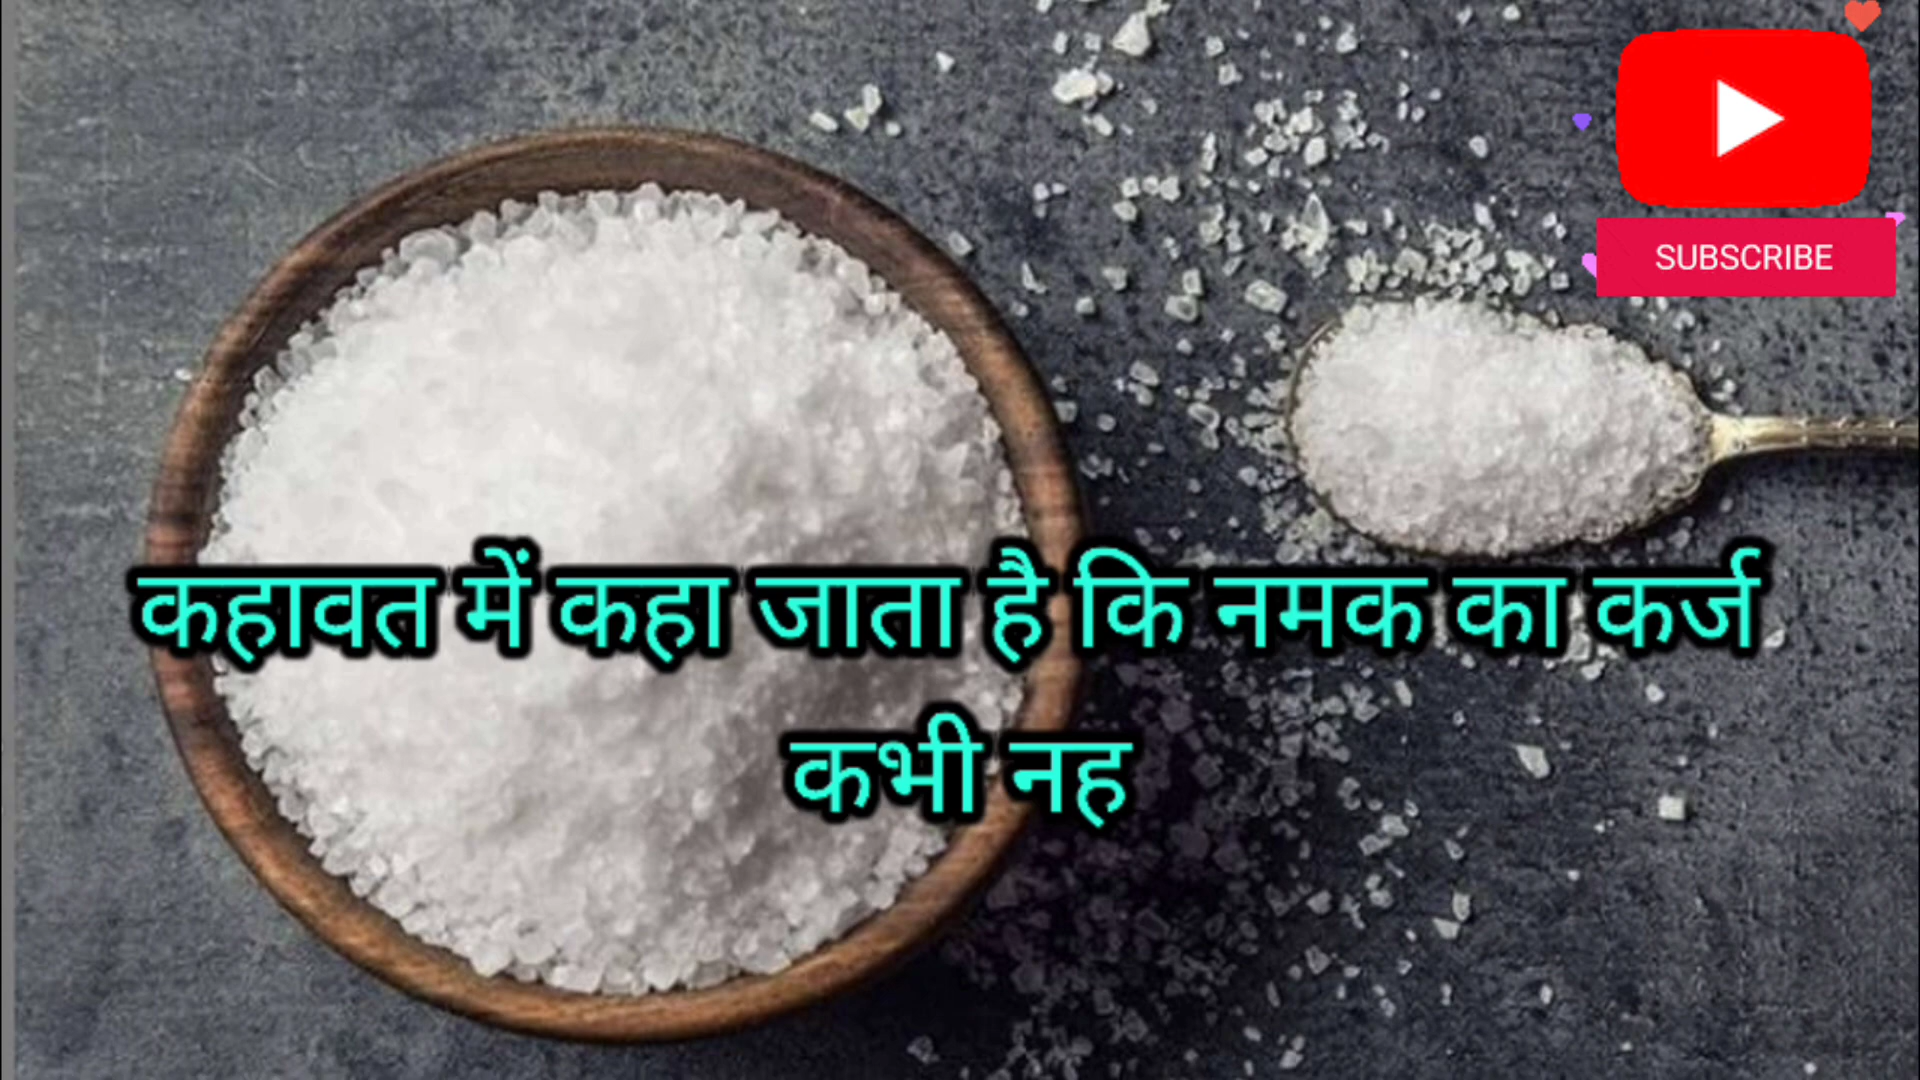 SUBSCRIBE
कहावत में कहा जाता है कि नमक का कर्ज
कभी नह